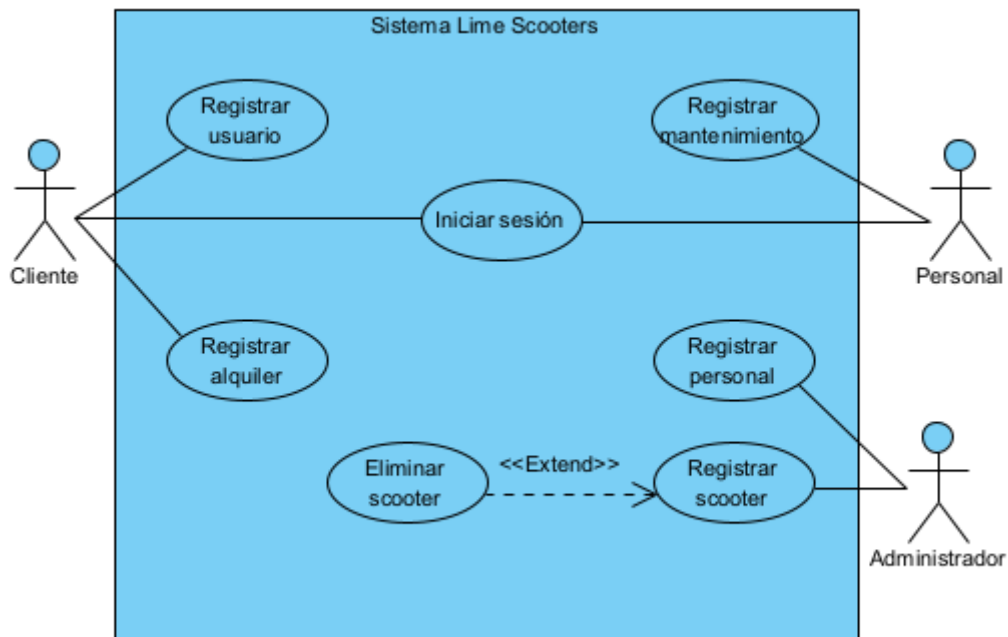 Sistema Lime Scooters
Registrar
usuario
Registrar
mantenimiento
Iniciar sesión
Cliente
Personal
Registrar
alquiler
Registrar
personal
Eliminar
scooter
<<Extend>>
Registrar
scooter
Administrador